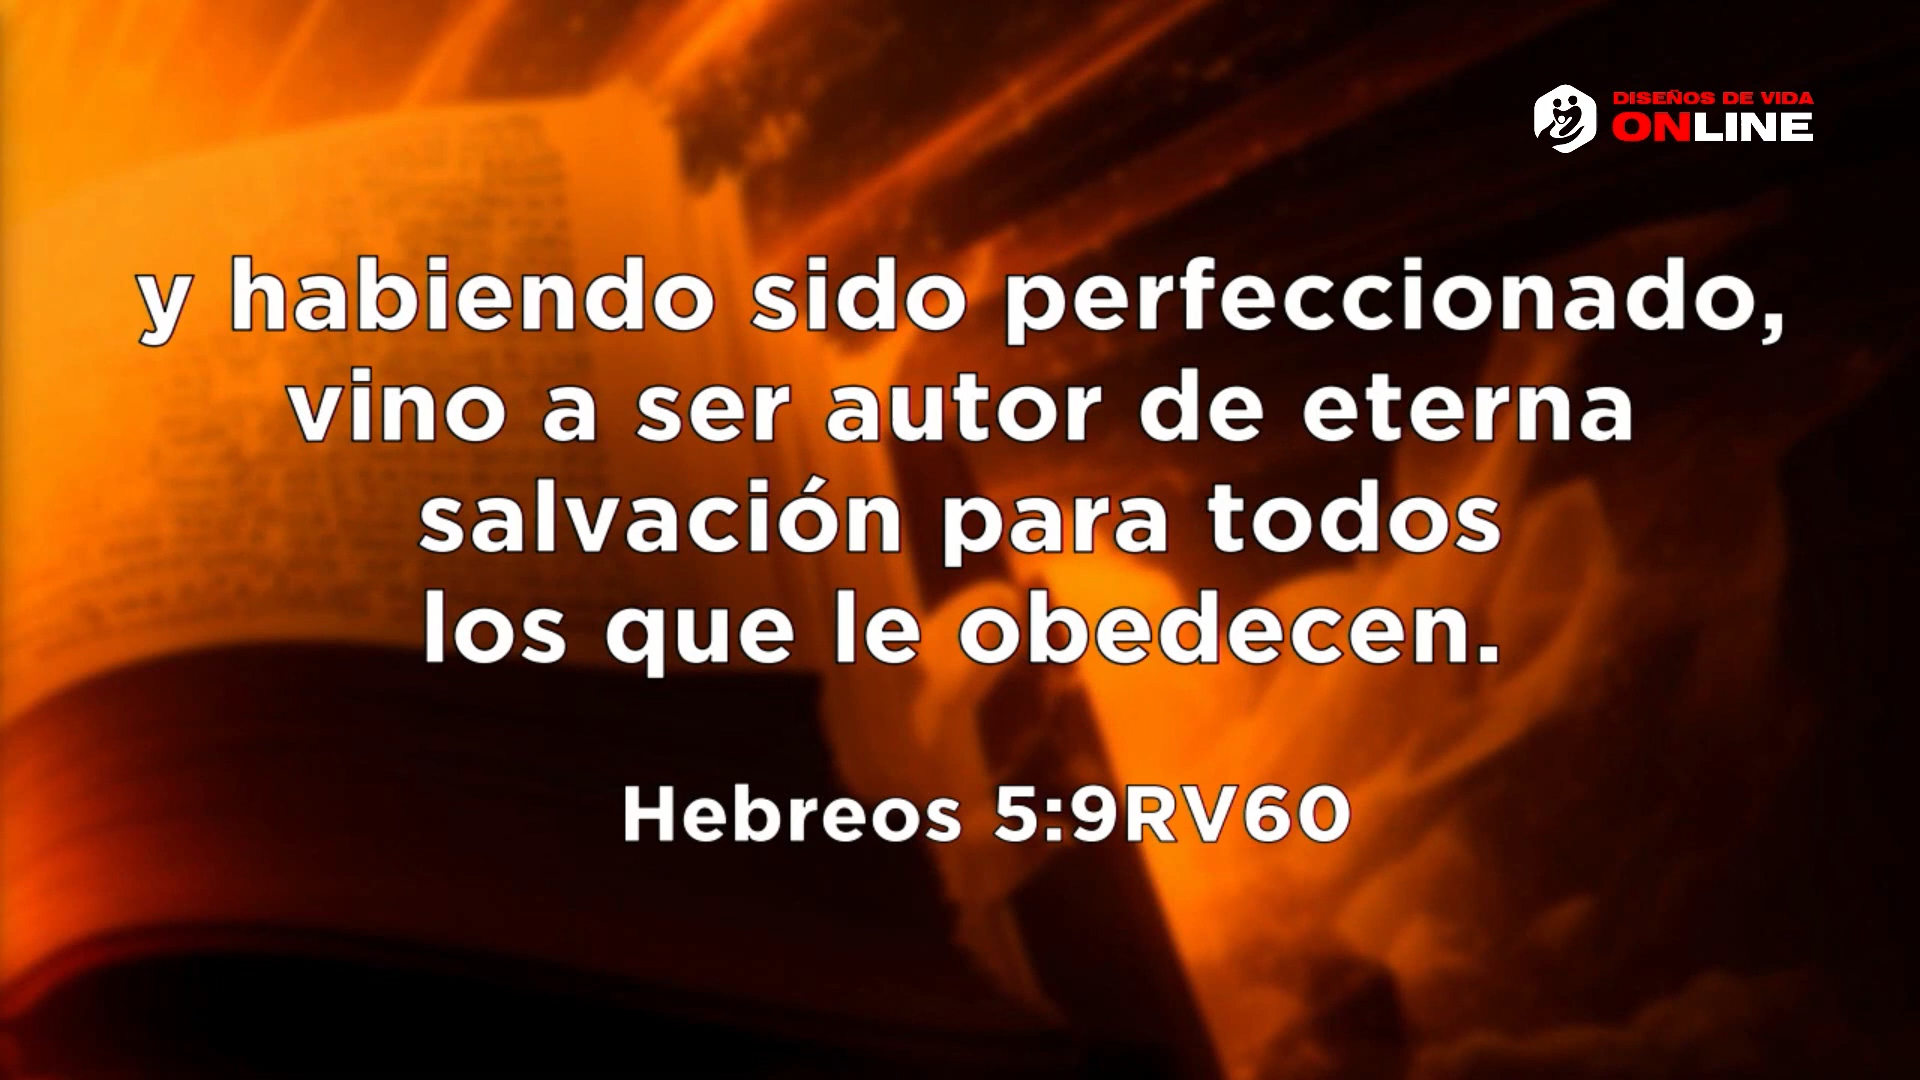 DISEÑOS DE VIDA
ONLINE
y habiendo sido perfeccionado,
vino a ser autor de eterna
salvación para todos
los que le obedecen.
Hebreos 5:9RV60